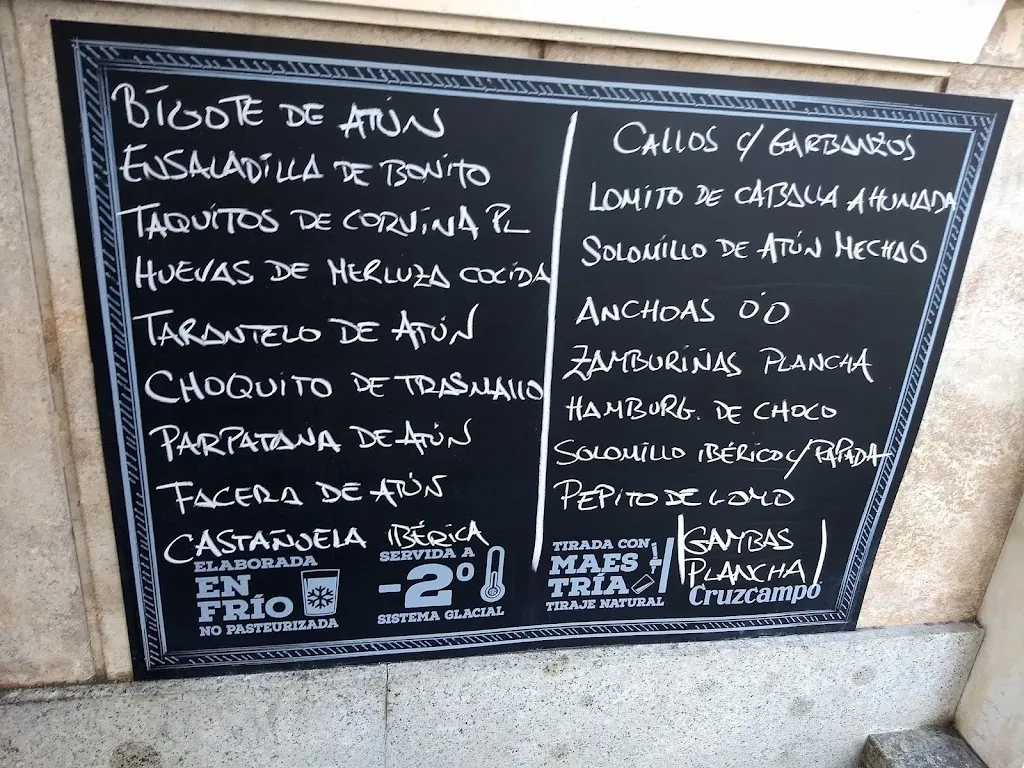 BIGOTE DE ATÚN
ENSALADILLA DE BONITO
TAQUITOS DE CORVINA PL
HUEVAS DE MERLUZA COCIDA
TARANTELO DE ATÚN
CHOQUITO DE TRASMALLO
PARPATANA DE ATÚN
FACERA DE ATÚN
CASTAÑUELA IBÉRICA
CALLOS C/ GARBANZOS
LOMITO DE CABALLA AHUMADA
SOLOMILLO DE ATÚN MECHAO
ANCHOAS O'O
ZAMBURIÑAS PLANCHA
HAMBURG. DE CHOCO
SOLOMILLO IBÉRICO C/ PAPADA
PEPITO DE LOMO
GAMBAS
PLANCHA
ELABORADA
EN
FRÍO
NO PASTEURIZADA
SERVIDA A
-2º
SISTEMA GLACIAL
TIRADA CON
MAES
TRÍA
TIRAJE NATURAL
Cruzcampo